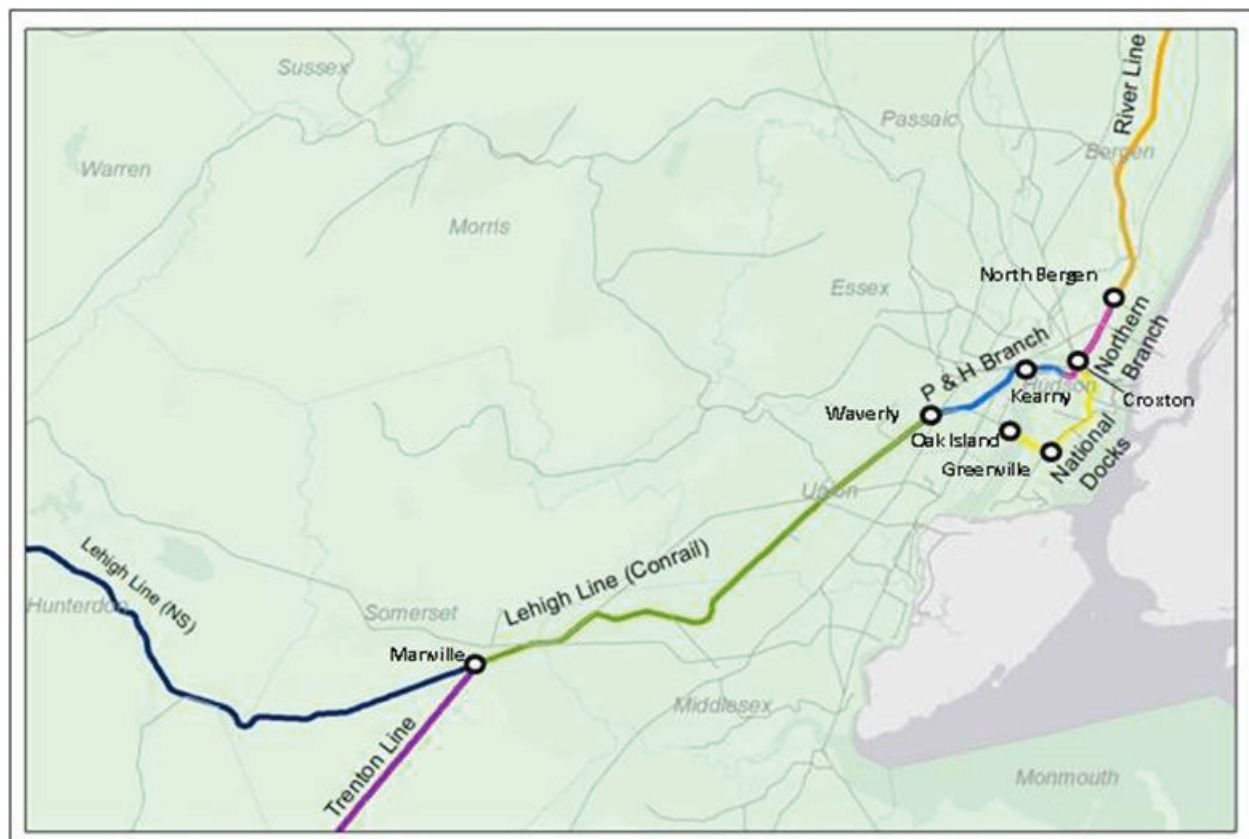 Sussex
Passaic
River Line
Bergen
Warren
Morris
North Bergen
Essex
Northern
Branch
P & H Branch
Hudson
Kearny
Croxton
Waverly
Oak Island
Greenville
National
Docks
Union
Lehigh Line (Conrail)
Lehigh Line (NS)
Hunterdon
Somerset
Manville
Middlesex
Trenton Line
Monmouth